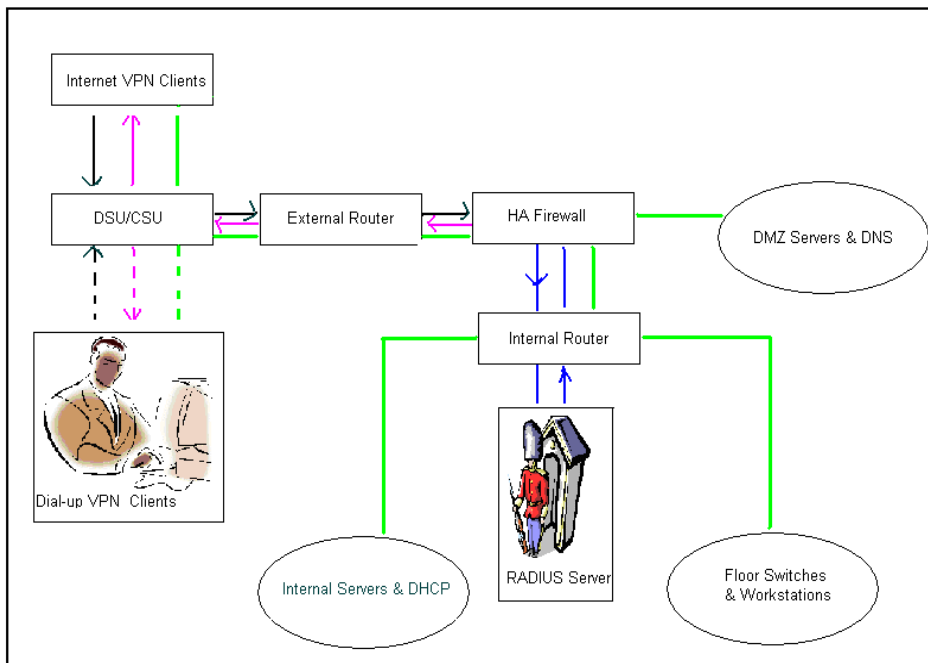 Internet VPN Clients
DSU/CSU
External Router
HA Firewall
DMZ Servers & DNS
Internal Router
Dial-up VPN Clients
RADIUS Server
Internal Servers & DHCP
Floor Switches
& Workstations